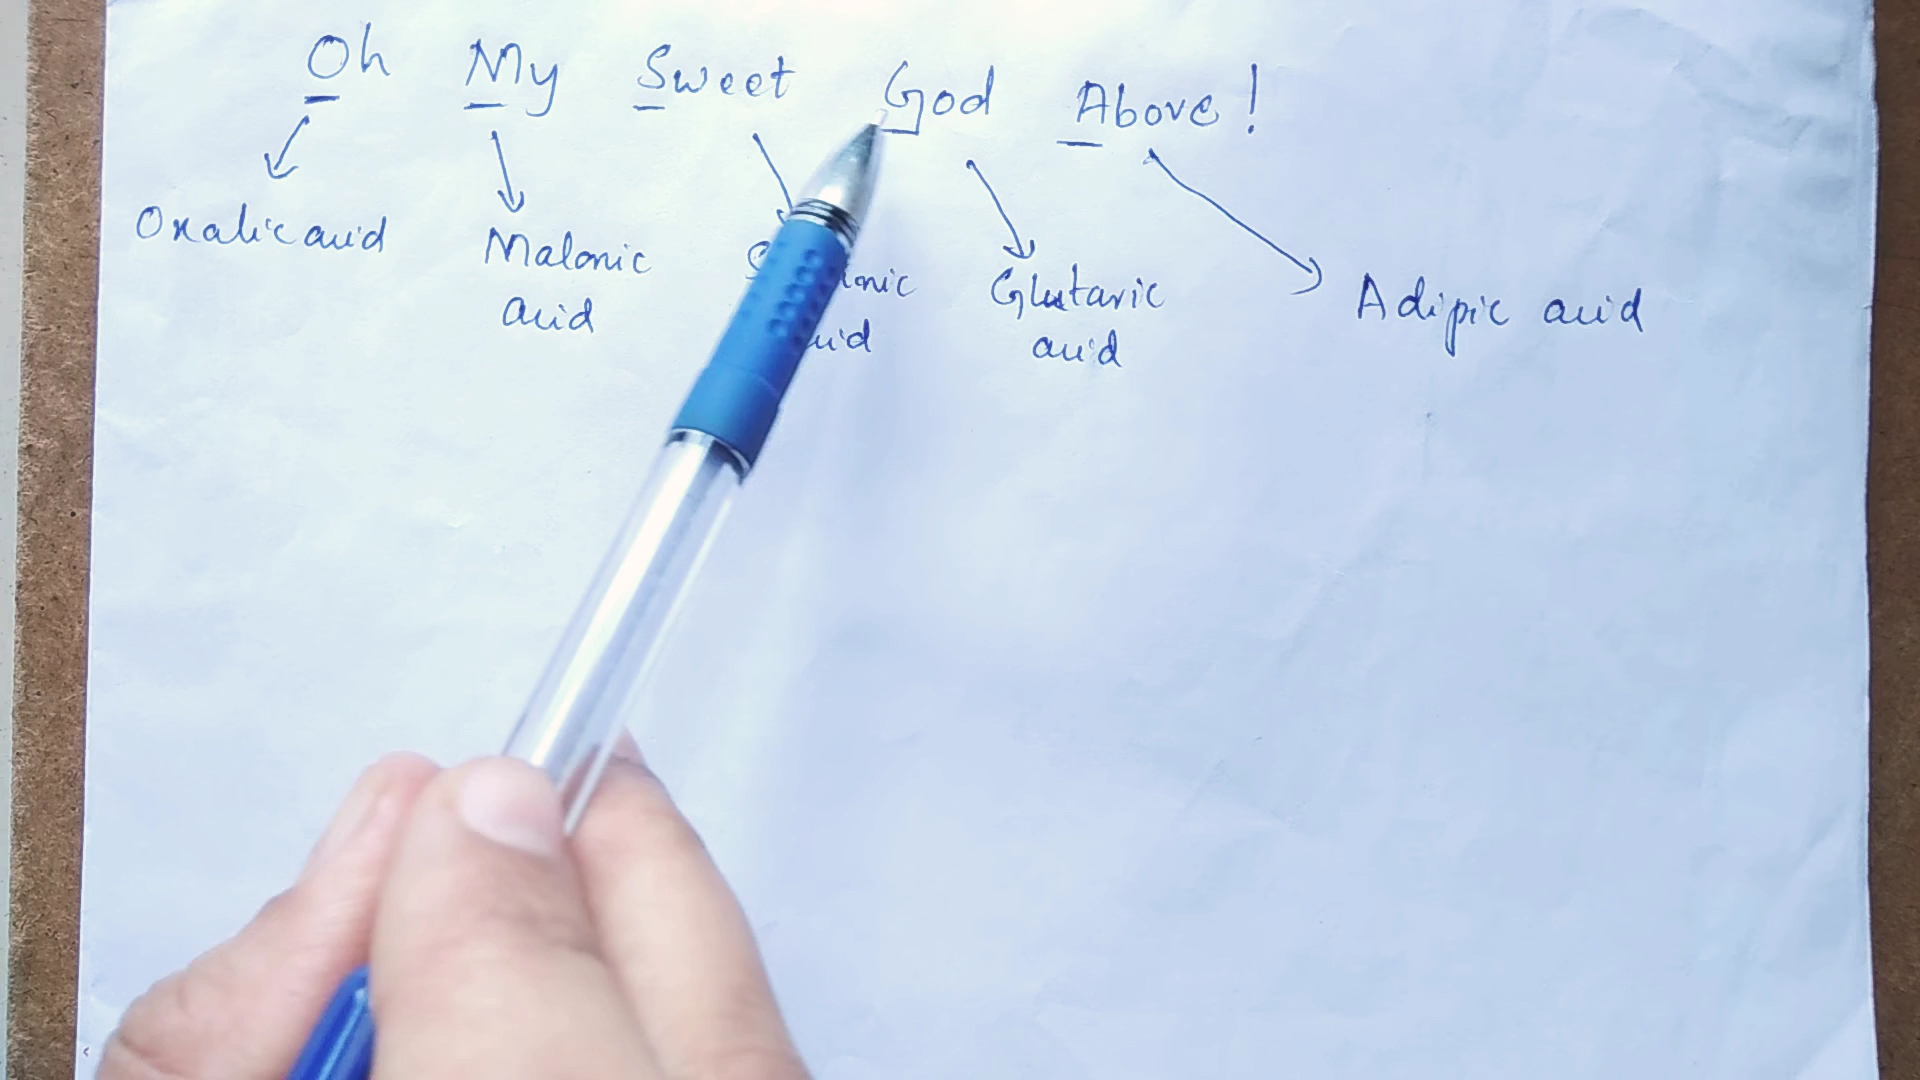 Oh My Sweet God Above!
Oxalic acid
Malonic
acid
Glutaric
acid
Adipic acid